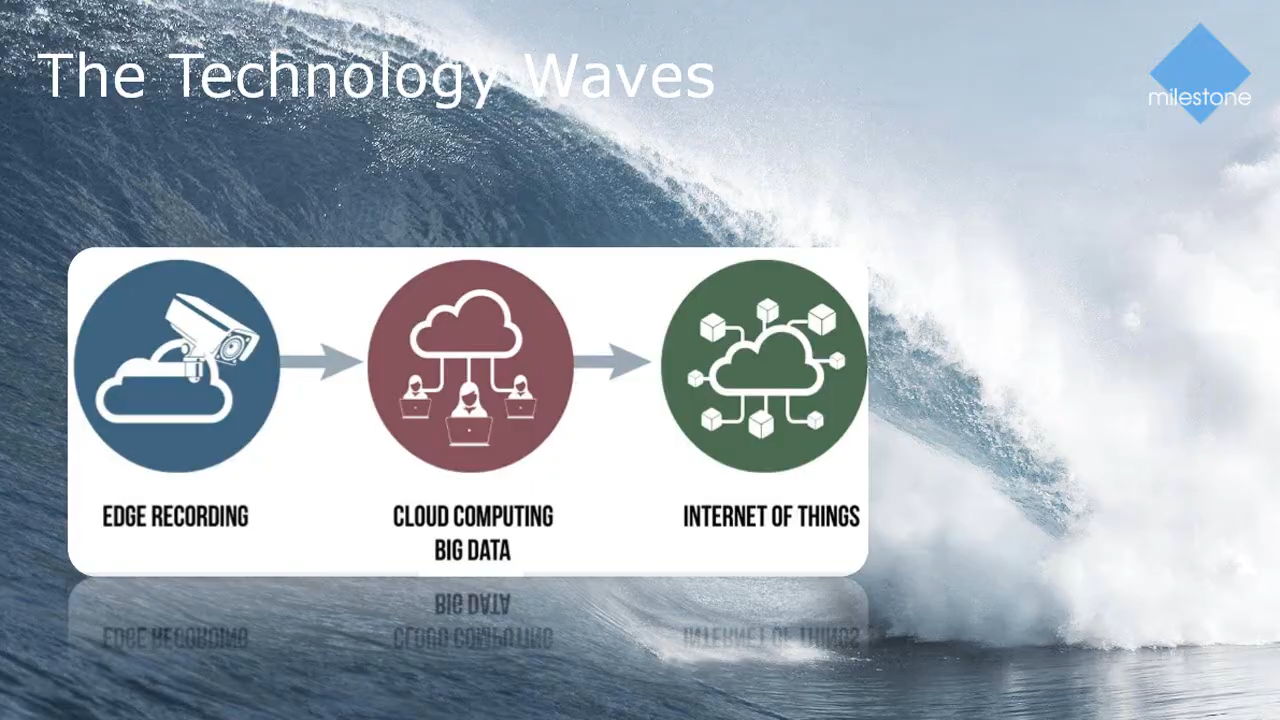 The Technology Waves
milestone
EDGE RECORDING
CLOUD COMPUTING
BIG DATA
INTERNET OF THINGS